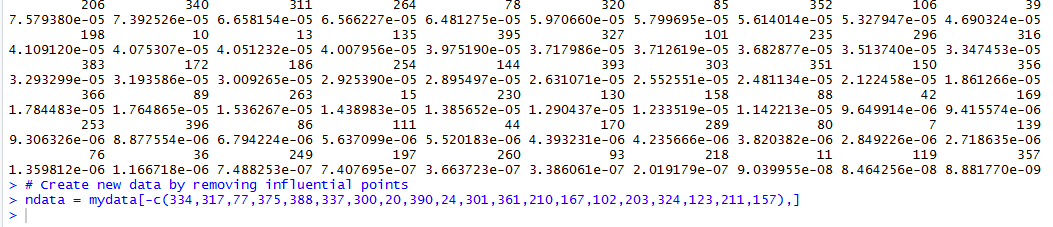 206 340 311 264 78 320 85 352 106 39
7.579380e-05 7.392526e-05 6.658154e-05 6.566227e-05 6.481275e-05 5.970660e-05 5.799695e-05 5.614014e-05 5.327947e-05 4.690324e-05
198 10 13 135 395 327 101 235 296 316
4.109120e-05 4.075307e-05 4.051232e-05 4.007956e-05 3.975190e-05 3.717986e-05 3.712619e-05 3.682877e-05 3.513740e-05 3.347453e-05
383 172 186 254 144 393 303 351 150 356
3.293299e-05 3.193586e-05 3.009265e-05 2.925390e-05 2.895497e-05 2.631071e-05 2.552551e-05 2.481134e-05 2.122458e-05 1.861266e-05
366 89 263 15 230 130 158 88 42 169
1.784483e-05 1.764865e-05 1.536267e-05 1.438983e-05 1.385652e-05 1.290437e-05 1.233519e-05 1.142213e-05 9.649914e-06 9.415574e-06
253 396 86 111 44 170 289 80 7 139
9.306326e-06 8.877554e-06 6.794224e-06 5.637099e-06 5.520183e-06 4.393231e-06 4.235666e-06 3.820382e-06 2.849226e-06 2.718635e-06
76 36 249 197 260 93 218 11 119 357
1.359812e-06 1.166718e-06 7.488253e-07 7.407695e-07 3.663723e-07 3.386061e-07 2.019179e-07 9.039955e-08 8.464256e-08 8.881770e-09
> # Create new data by removing influential points
> ndata = mydata[-c(334,317,77,375,388,337,300,20,390,24,301,361,210,167,102,203,324,123,211,157),]
>